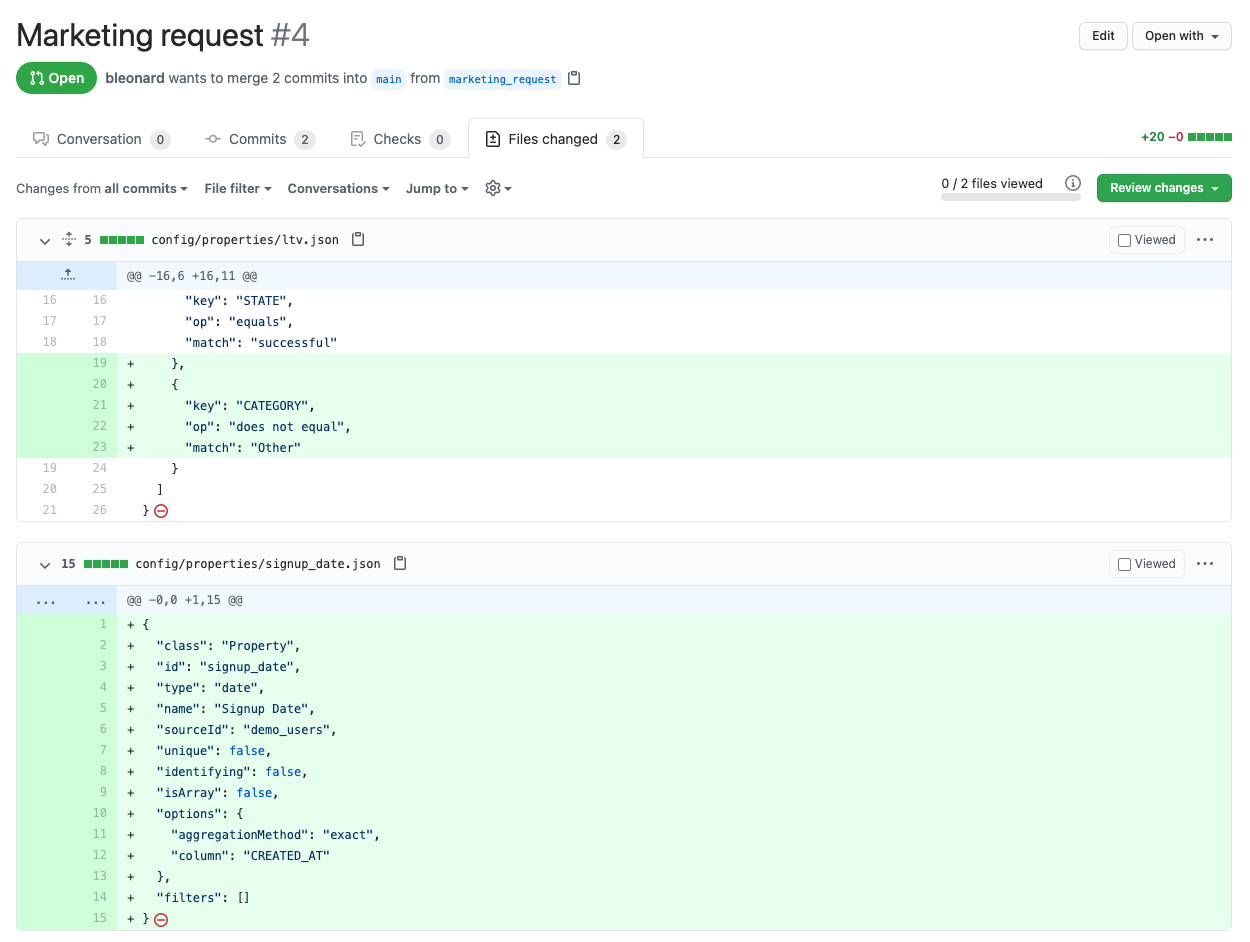 Marketing request #4
Edit
Open with
Open
bleonard wants to merge 2 commits into main from marketing_request
Conversation 0
Commits 2
Checks 0
Files changed 2
+20 −0
Changes from all commits
File filter
Conversations
Jump to
0 / 2 files viewed
Review changes
5 config/properties/ltv.json
Viewed
...
@@ -16,6 +16,11 @@
16 16 "key": "STATE",
17 17 "op": "equals",
18 18 "match": "successful"
19 + },
20 + {
21 + "key": "CATEGORY",
22 + "op": "does not equal",
23 + "match": "Other"
19 24 }
20 25 ]
21 26 }
15 config/properties/signup_date.json
Viewed
...
... ... @@ -0,0 +1,15 @@
1 + {
2 + "class": "Property",
3 + "id": "signup_date",
4 + "type": "date",
5 + "name": "Signup Date",
6 + "sourceId": "demo_users",
7 + "unique": false,
8 + "identifying": false,
9 + "isArray": false,
10 + "options": {
11 + "aggregationMethod": "exact",
12 + "column": "CREATED_AT"
13 + },
14 + "filters": []
15 + }